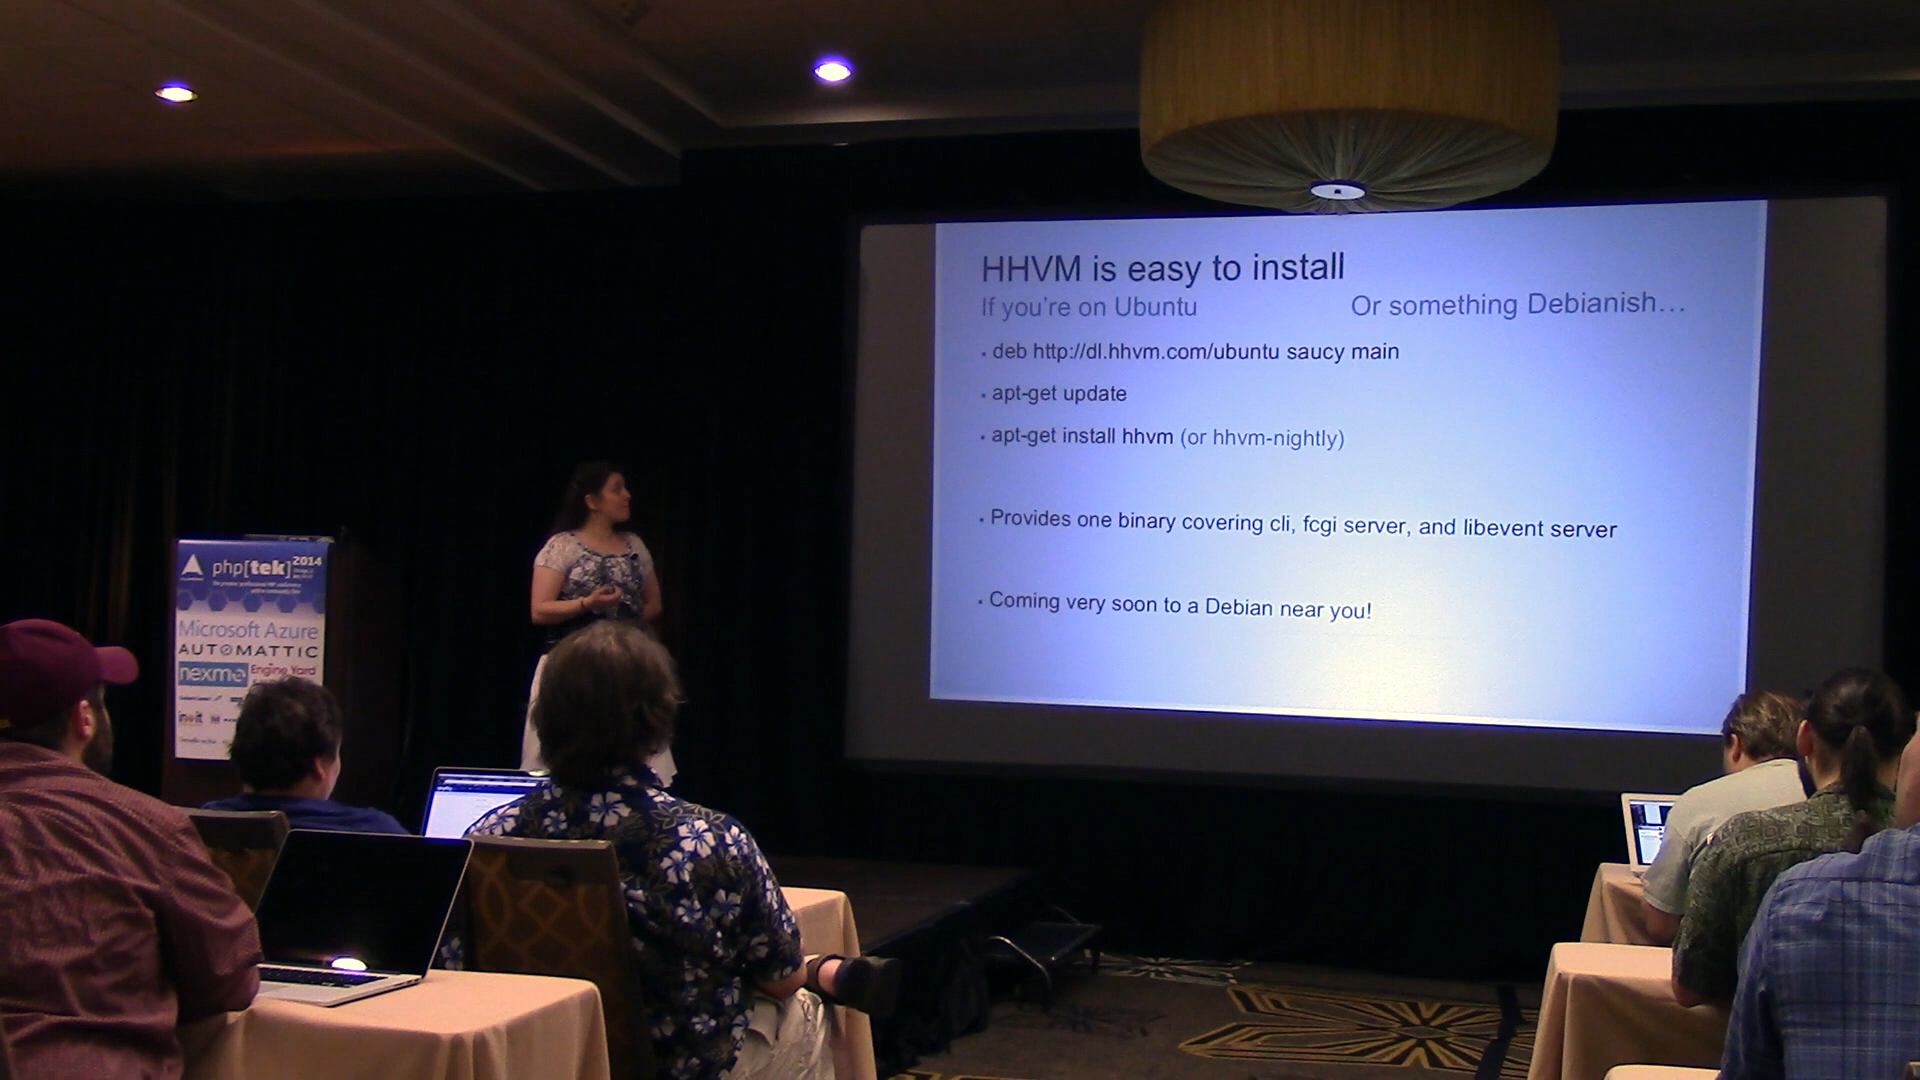 HHVM is easy to install
If you're on Ubuntu
Or something Debianish…
deb http://dl.hhvm.com/ubuntu saucy main
apt-get update
apt-get install hhvm (or hhvm-nightly)
Provides one binary covering cli, fcgi server, and libevent server
Coming very soon to a Debian near you!
php[tek] 2014
Microsoft Azure
AUTOMATTIC
nexmo
Engine Yard
in2it